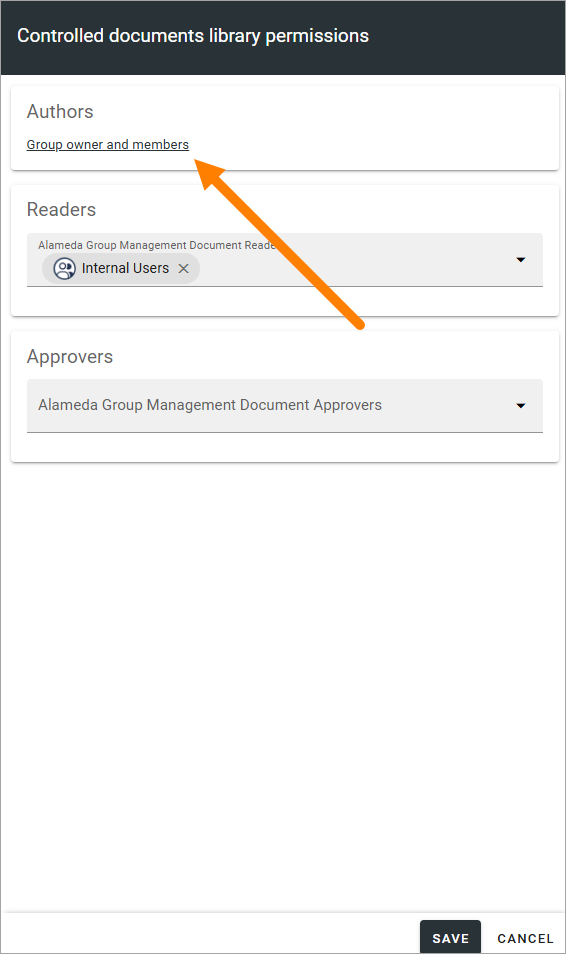 Controlled documents library permissions
Authors
Group owner and members
Readers
Alameda Group Management Document Reade
Internal Users
Approvers
Alameda Group Management Document Approvers
SAVE CANCEL